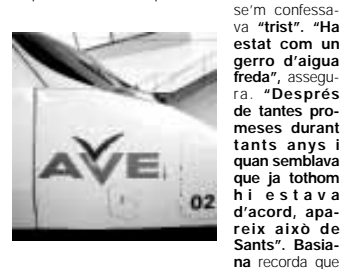 se'm confessa-
va "trist". "Ha
estat com un
gerro d'aigua
freda", assegu-
ra. "Després
de tantes pro-
meses durant
tants anys i
quan semblava
que ja tothom
hi estava
d'acord, apa-
reix això de
Sants". Basia-
na recorda que
AVE
02